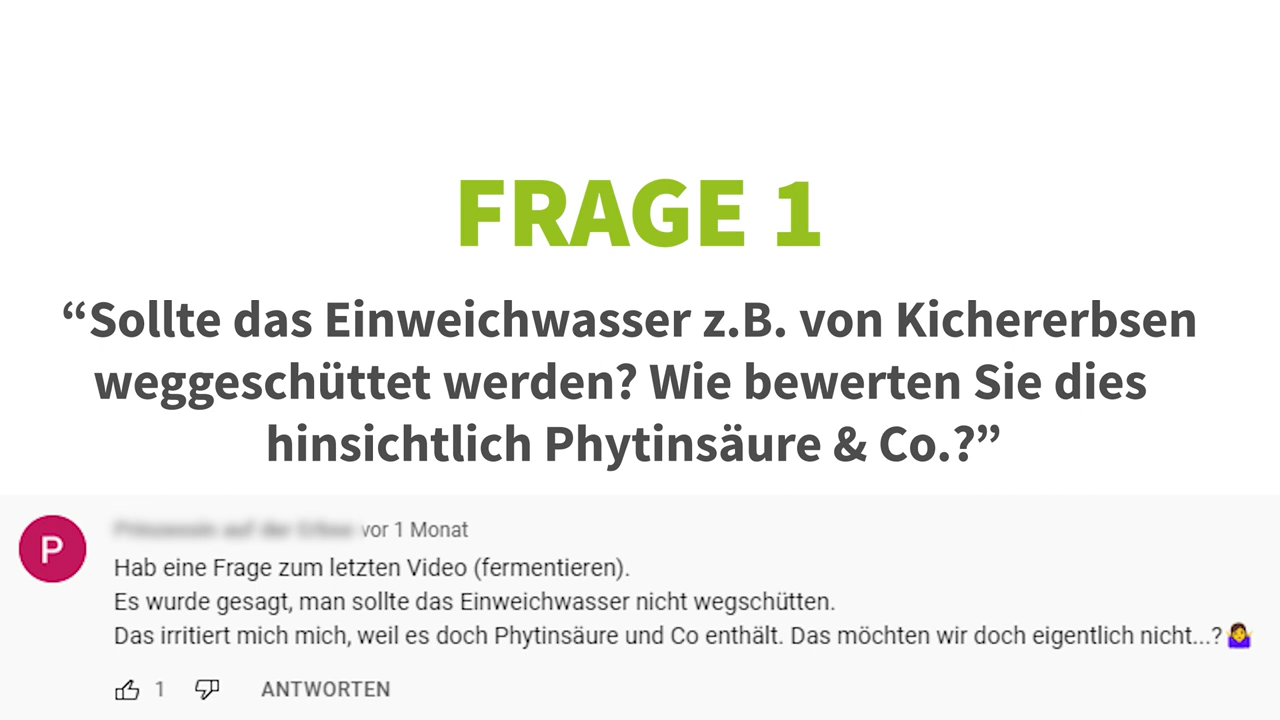 FRAGE 1
“Sollte das Einweichwasser z.B. von Kichererbsen
weggeschüttet werden? Wie bewerten Sie dies
hinsichtlich Phytinsäure & Co.?”
P
vor 1 Monat
Hab eine Frage zum letzten Video (fermentieren).
Es wurde gesagt, man sollte das Einweichwasser nicht wegschütten.
Das irritiert mich mich, weil es doch Phytinsäure und Co enthält. Das möchten wir doch eigentlich nicht...?🤷‍♀️
1 ANTWORTEN